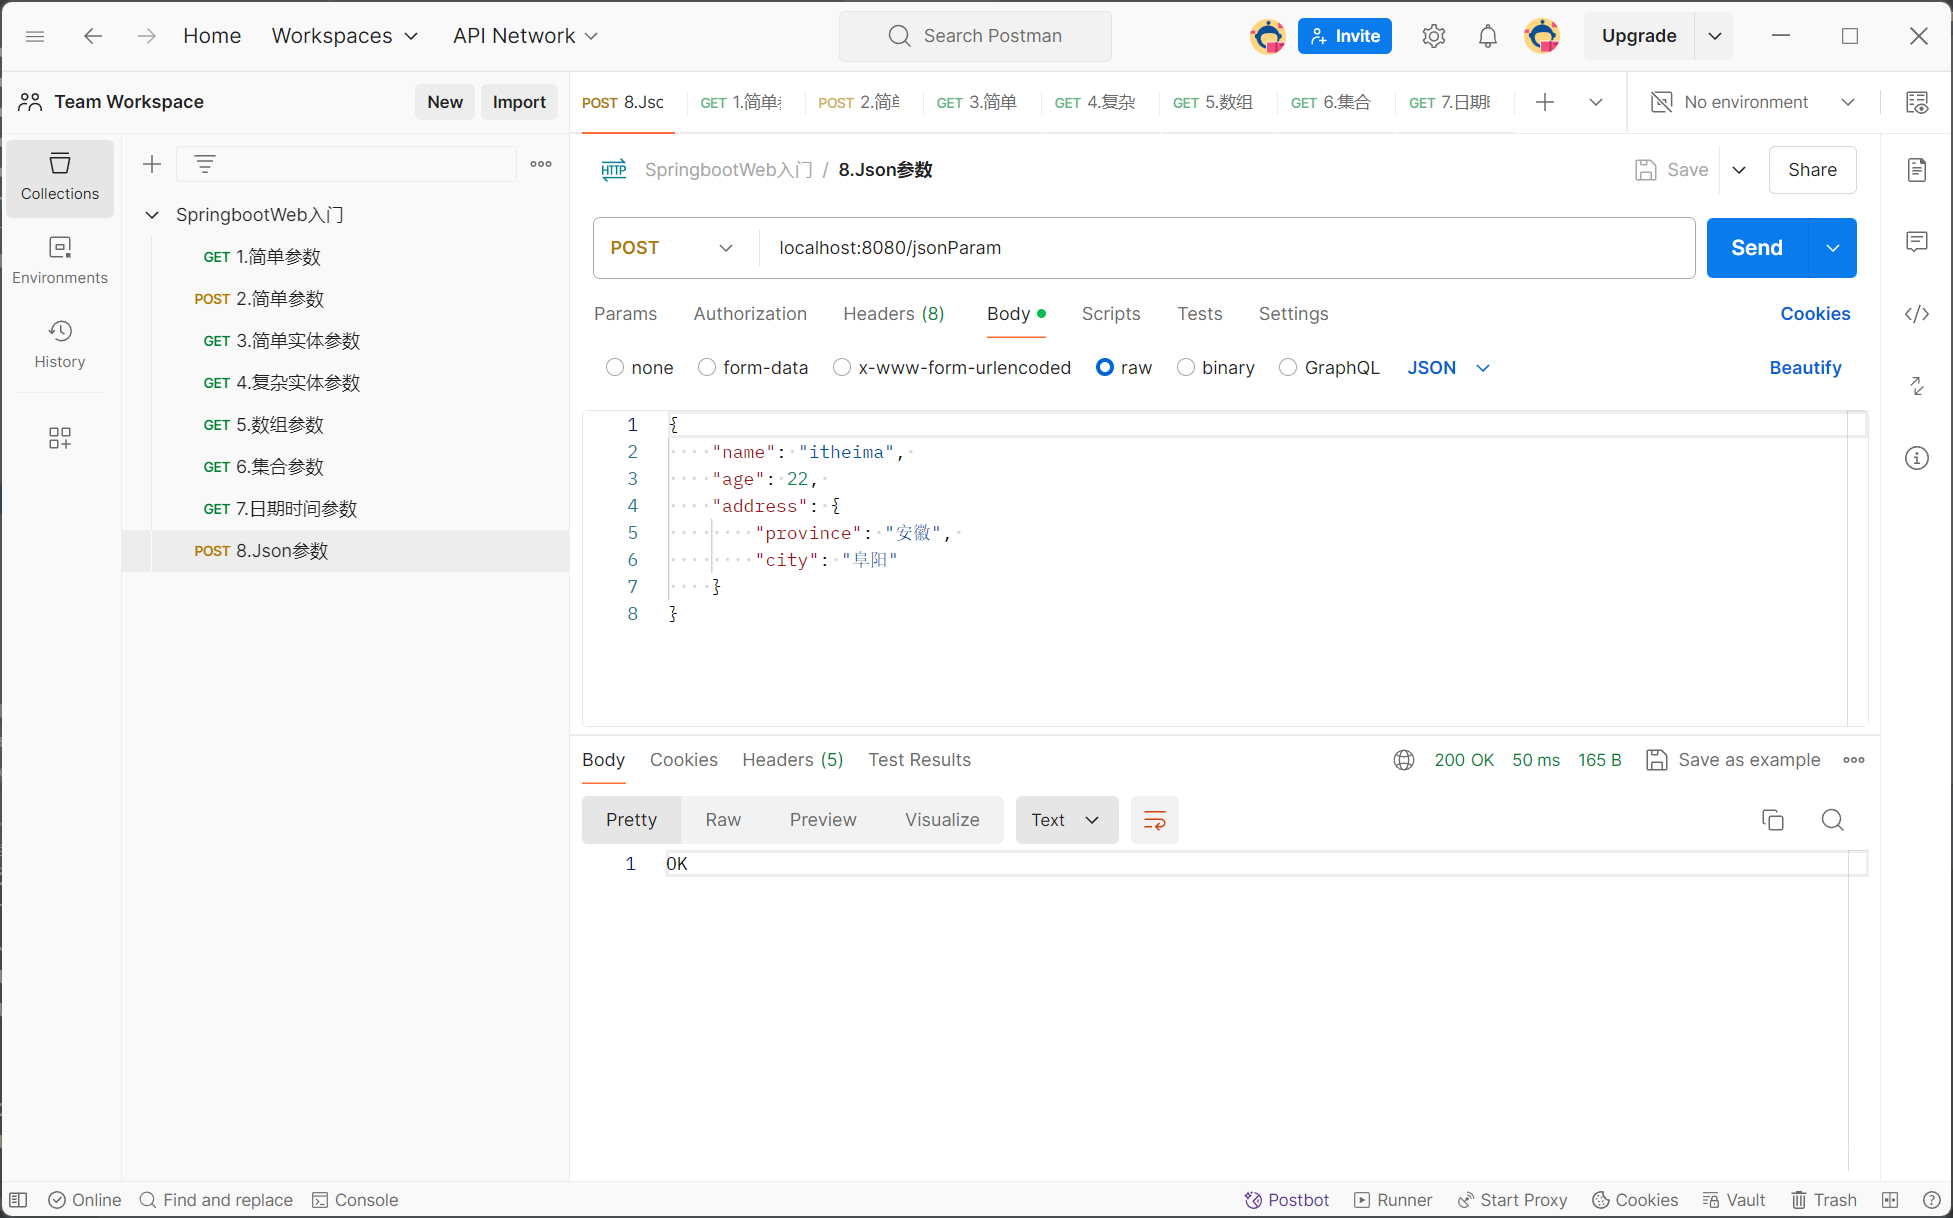 Home Workspaces API Network Search Postman Invite Upgrade
Team Workspace New Import
POST 8.Jsc GET 1.简单 POST 2.简单 GET 3.简单 GET 4.复杂 GET 5.数组 GET 6.集合 GET 7.日期 No environment
Collections
Environments
History
SpringbootWeb入门
GET 1.简单参数
POST 2.简单参数
GET 3.简单实体参数
GET 4.复杂实体参数
GET 5.数组参数
GET 6.集合参数
GET 7.日期时间参数
POST 8.Json参数
HTTP SpringbootWeb入门 / 8.Json参数 Save Share
POST localhost:8080/jsonParam Send
Params Authorization Headers (8) Body Scripts Tests Settings Cookies
none form-data x-www-form-urlencoded raw binary GraphQL JSON Beautify
1 {
2 "name": "itheima",
3 "age": 22,
4 "address": {
5 "province": "安徽",
6 "city": "阜阳"
7 }
8 }
Body Cookies Headers (5) Test Results 200 OK 50 ms 165 B Save as example
Pretty Raw Preview Visualize Text
1 OK
Online Find and replace Console Postbot Runner Start Proxy Cookies Vault Trash